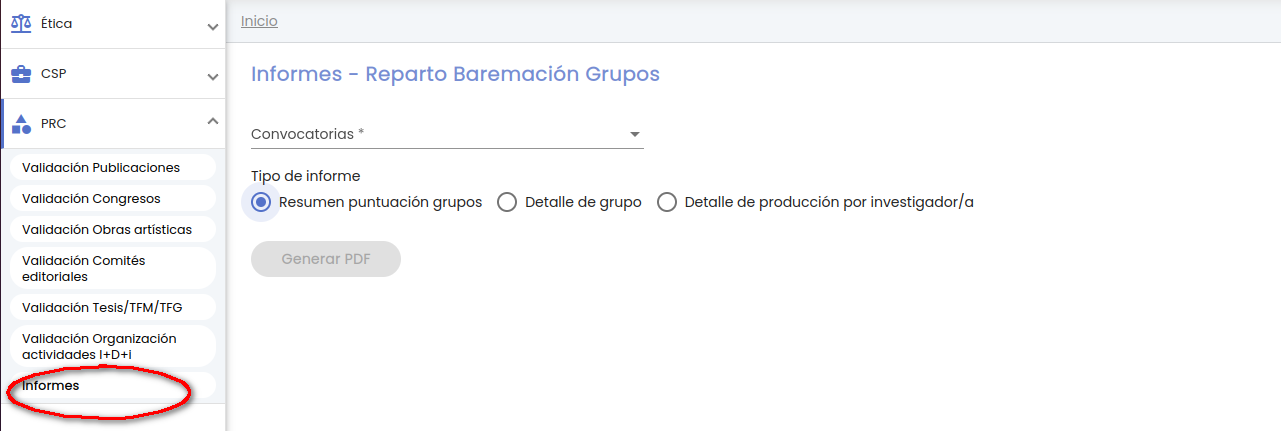 Ética
CSP
PRC
Validación Publicaciones
Validación Congresos
Validación Obras artísticas
Validación Comités
editoriales
Validación Tesis/TFM/TFG
Validación Organización
actividades I+D+i
Informes
Inicio
Informes - Reparto Baremación Grupos
Convocatorias *
Tipo de informe
Resumen puntuación grupos Detalle de grupo Detalle de producción por investigador/a
Generar PDF